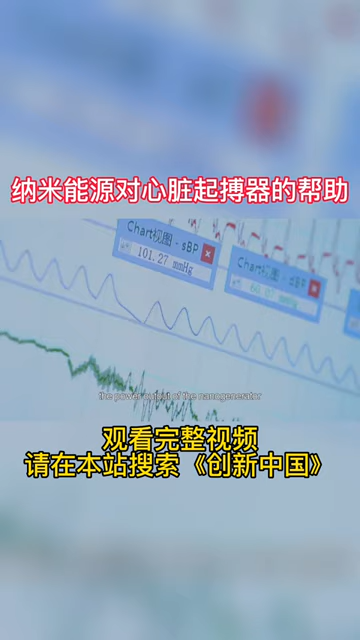 纳米能源对心脏起搏器的帮助
Chart视图 - sBP
101.27 mmHg
Chart视图 - dBP
the power output of the nanogenerator
观看完整视频
请在本站搜索《创新中国》